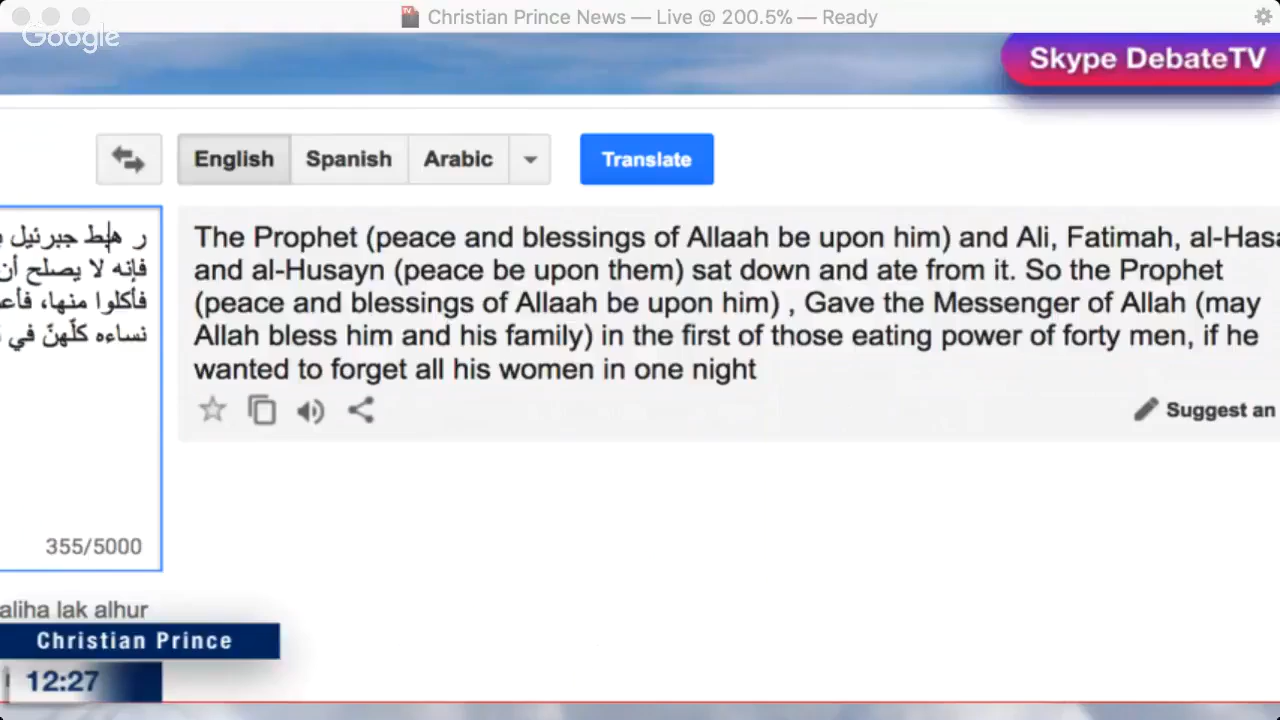 Christian Prince News — Live @ 200.5% — Ready
Google
Skype DebateTV
English Spanish Arabic Translate
ر هبط جبرئيل
فإنه لا يصلح أن
فأكلوا منها، فأع
نساءه كلّهنّ في
The Prophet (peace and blessings of Allaah be upon him) and Ali, Fatimah, al-Hasa
and al-Husayn (peace be upon them) sat down and ate from it. So the Prophet
(peace and blessings of Allaah be upon him) , Gave the Messenger of Allah (may
Allah bless him and his family) in the first of those eating power of forty men, if he
wanted to forget all his women in one night
Suggest an
355/5000
aliha lak alhur
Christian Prince
12:27